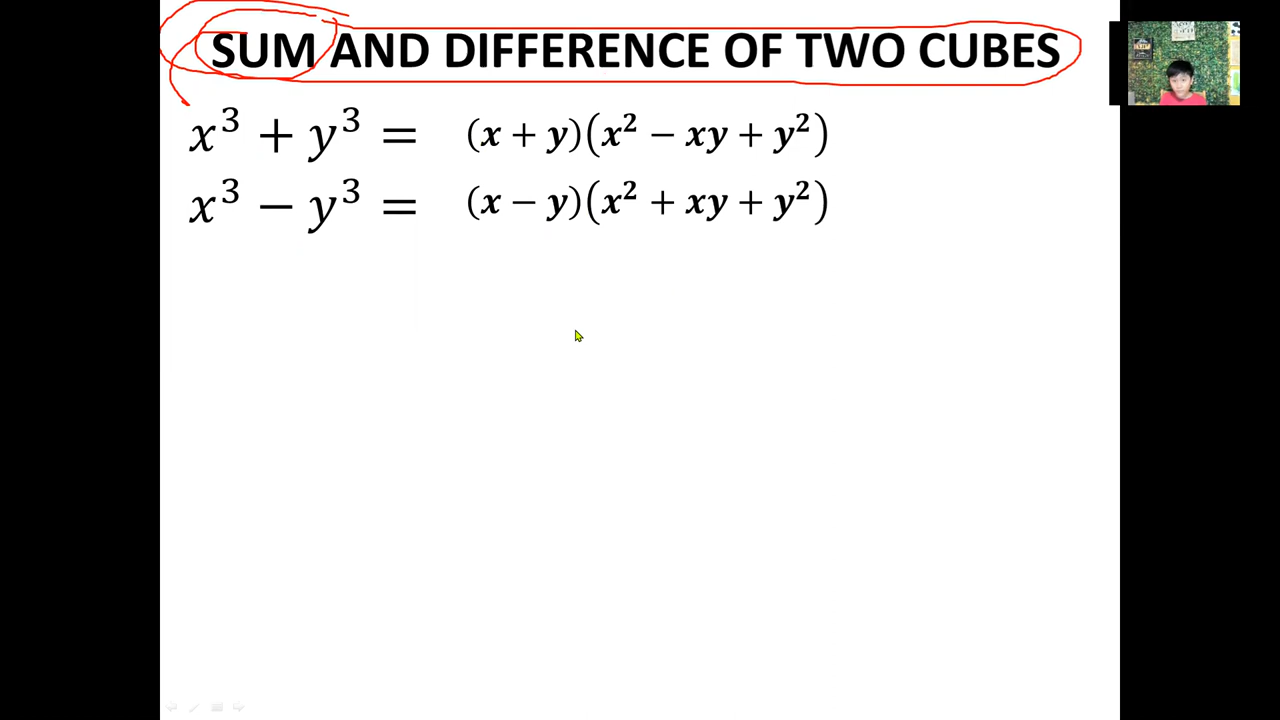 SUM AND DIFFERENCE OF TWO CUBES
x³ + y³ = (x + y)(x² − xy + y²)
x³ − y³ = (x − y)(x² + xy + y²)